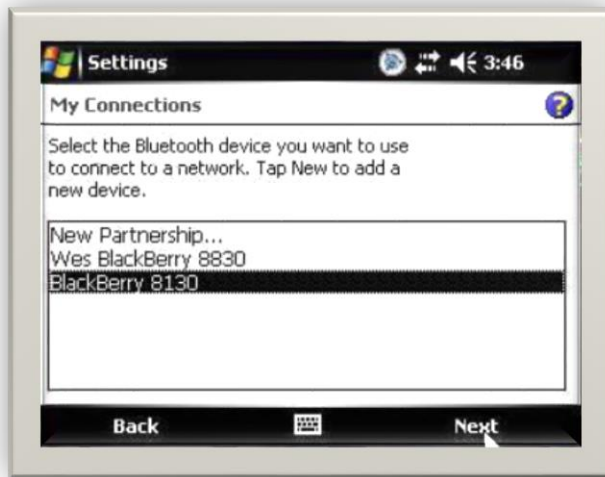 Settings
3:46
My Connections
Select the Bluetooth device you want to use
to connect to a network. Tap New to add a
new device.
New Partnership...
Wes BlackBerry 8830
BlackBerry 8130
Back
Next